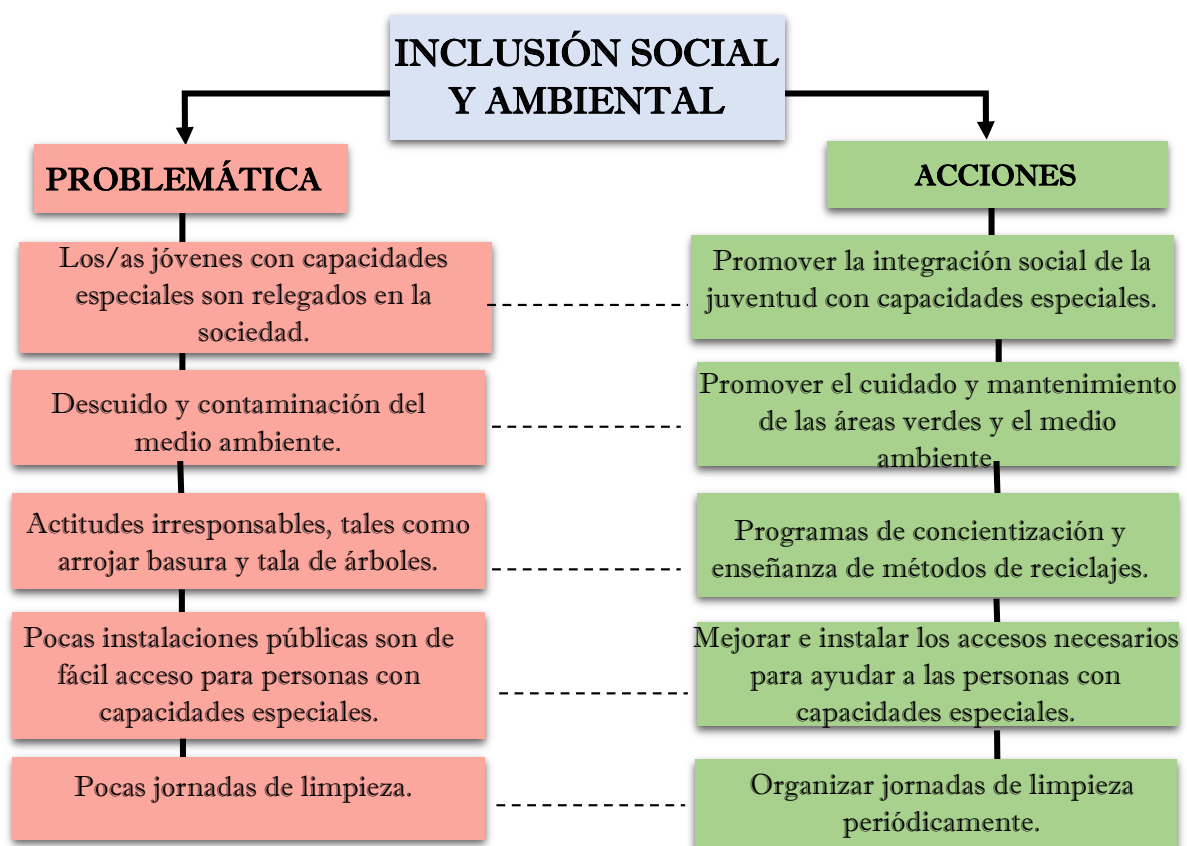 INCLUSIÓN SOCIAL
Y AMBIENTAL
PROBLEMÁTICA
Los/as jóvenes con capacidades
especiales son relegados en la
sociedad.
Descuido y contaminación del
medio ambiente.
Actitudes irresponsables, tales como
arrojar basura y tala de árboles.
Pocas instalaciones públicas son de
fácil acceso para personas con
capacidades especiales.
Pocas jornadas de limpieza.
ACCIONES
Promover la integración social de la
juventud con capacidades especiales.
Promover el cuidado y mantenimiento
de las áreas verdes y el medio
ambiente
Programas de concientización y
enseñanza de métodos de reciclajes.
Mejorar e instalar los accesos necesarios
para ayudar a las personas con
capacidades especiales.
Organizar jornadas de limpieza
periódicamente.